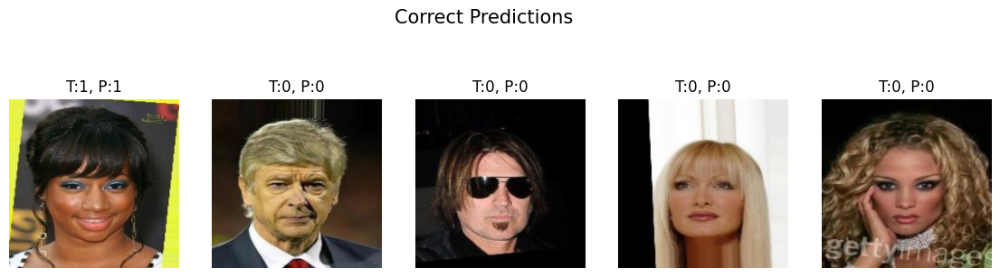 Correct Predictions
T:1, P:1
T:0, P:0
T:0, P:0
T:0, P:0
T:0, P:0
gettyimages